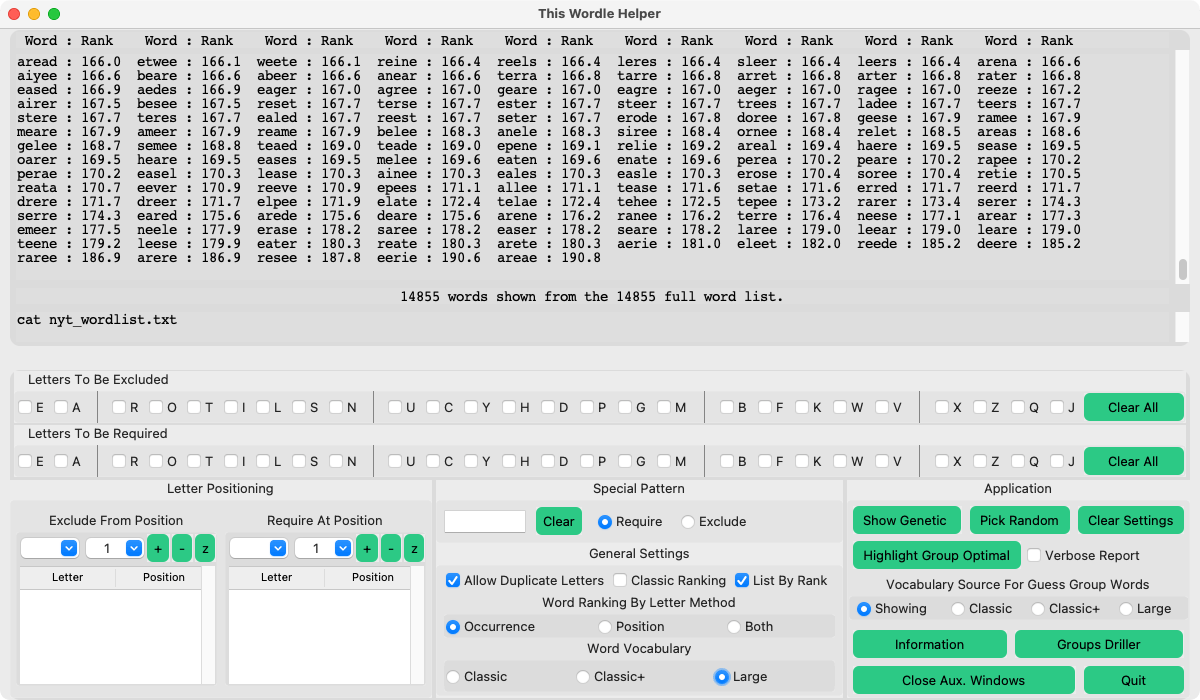 This Wordle Helper
Word : Rank Word : Rank Word : Rank Word : Rank Word : Rank Word : Rank Word : Rank Word : Rank Word : Rank
aread : 166.0 etwee : 166.1 weete : 166.1 reine : 166.4 reels : 166.4 leres : 166.4 sleer : 166.4 leers : 166.4 arena : 166.6
aiyee : 166.6 beare : 166.6 abeer : 166.6 anear : 166.6 terra : 166.8 tarre : 166.8 arret : 166.8 arter : 166.8 rater : 166.8
eased : 166.9 aedes : 166.9 eager : 167.0 agree : 167.0 geare : 167.0 eagre : 167.0 aeger : 167.0 ragee : 167.0 reeze : 167.2
airer : 167.5 besee : 167.5 reset : 167.7 terse : 167.7 ester : 167.7 steer : 167.7 trees : 167.7 ladee : 167.7 teers : 167.7
stere : 167.7 teres : 167.7 ealed : 167.7 reest : 167.7 seter : 167.7 erode : 167.8 doree : 167.8 geese : 167.9 ramee : 167.9
meare : 167.9 ameer : 167.9 reame : 167.9 belee : 168.3 anele : 168.3 siree : 168.4 ornee : 168.4 relet : 168.5 areas : 168.6
gelee : 168.7 semee : 168.8 teaed : 169.0 teade : 169.0 epene : 169.1 relie : 169.2 areal : 169.4 haere : 169.5 sease : 169.5
oarer : 169.5 heare : 169.5 eases : 169.5 melee : 169.6 eaten : 169.6 enate : 169.6 perea : 170.2 peare : 170.2 rapee : 170.2
perae : 170.2 easel : 170.3 lease : 170.3 ainee : 170.3 eales : 170.3 easle : 170.3 erose : 170.4 soree : 170.4 retie : 170.5
reata : 170.7 eever : 170.9 reeve : 170.9 epees : 171.1 allee : 171.1 tease : 171.6 setae : 171.6 erred : 171.7 reerd : 171.7
drere : 171.7 dreer : 171.7 elpee : 171.9 elate : 172.4 telae : 172.4 tehee : 172.5 tepee : 173.2 rarer : 173.4 serer : 174.3
serre : 174.3 eared : 175.6 arede : 175.6 deare : 175.6 arene : 176.2 ranee : 176.2 terre : 176.4 neese : 177.1 arear : 177.3
emeer : 177.5 neele : 177.9 erase : 178.2 saree : 178.2 easer : 178.2 seare : 178.2 laree : 179.0 leear : 179.0 leare : 179.0
teene : 179.2 leese : 179.9 eater : 180.3 reate : 180.3 arete : 180.3 aerie : 181.0 eleet : 182.0 reede : 185.2 deere : 185.2
raree : 186.9 arere : 186.9 resee : 187.8 eerie : 190.6 areae : 190.8
14855 words shown from the 14855 full word list.
cat nyt_wordlist.txt
Letters To Be Excluded
E A R O T I L S N U C Y H D P G M B F K W V X Z Q J Clear All
Letters To Be Required
E A R O T I L S N U C Y H D P G M B F K W V X Z Q J Clear All
Letter Positioning
Exclude From Position Require At Position
1 + - z 1 + - z
Letter Position Letter Position
Special Pattern
Clear Require Exclude
General Settings
Allow Duplicate Letters Classic Ranking List By Rank
Word Ranking By Letter Method
Occurrence Position Both
Word Vocabulary
Classic Classic+ Large
Application
Show Genetic Pick Random Clear Settings
Highlight Group Optimal Verbose Report
Vocabulary Source For Guess Group Words
Showing Classic Classic+ Large
Information Groups Driller
Close Aux. Windows Quit